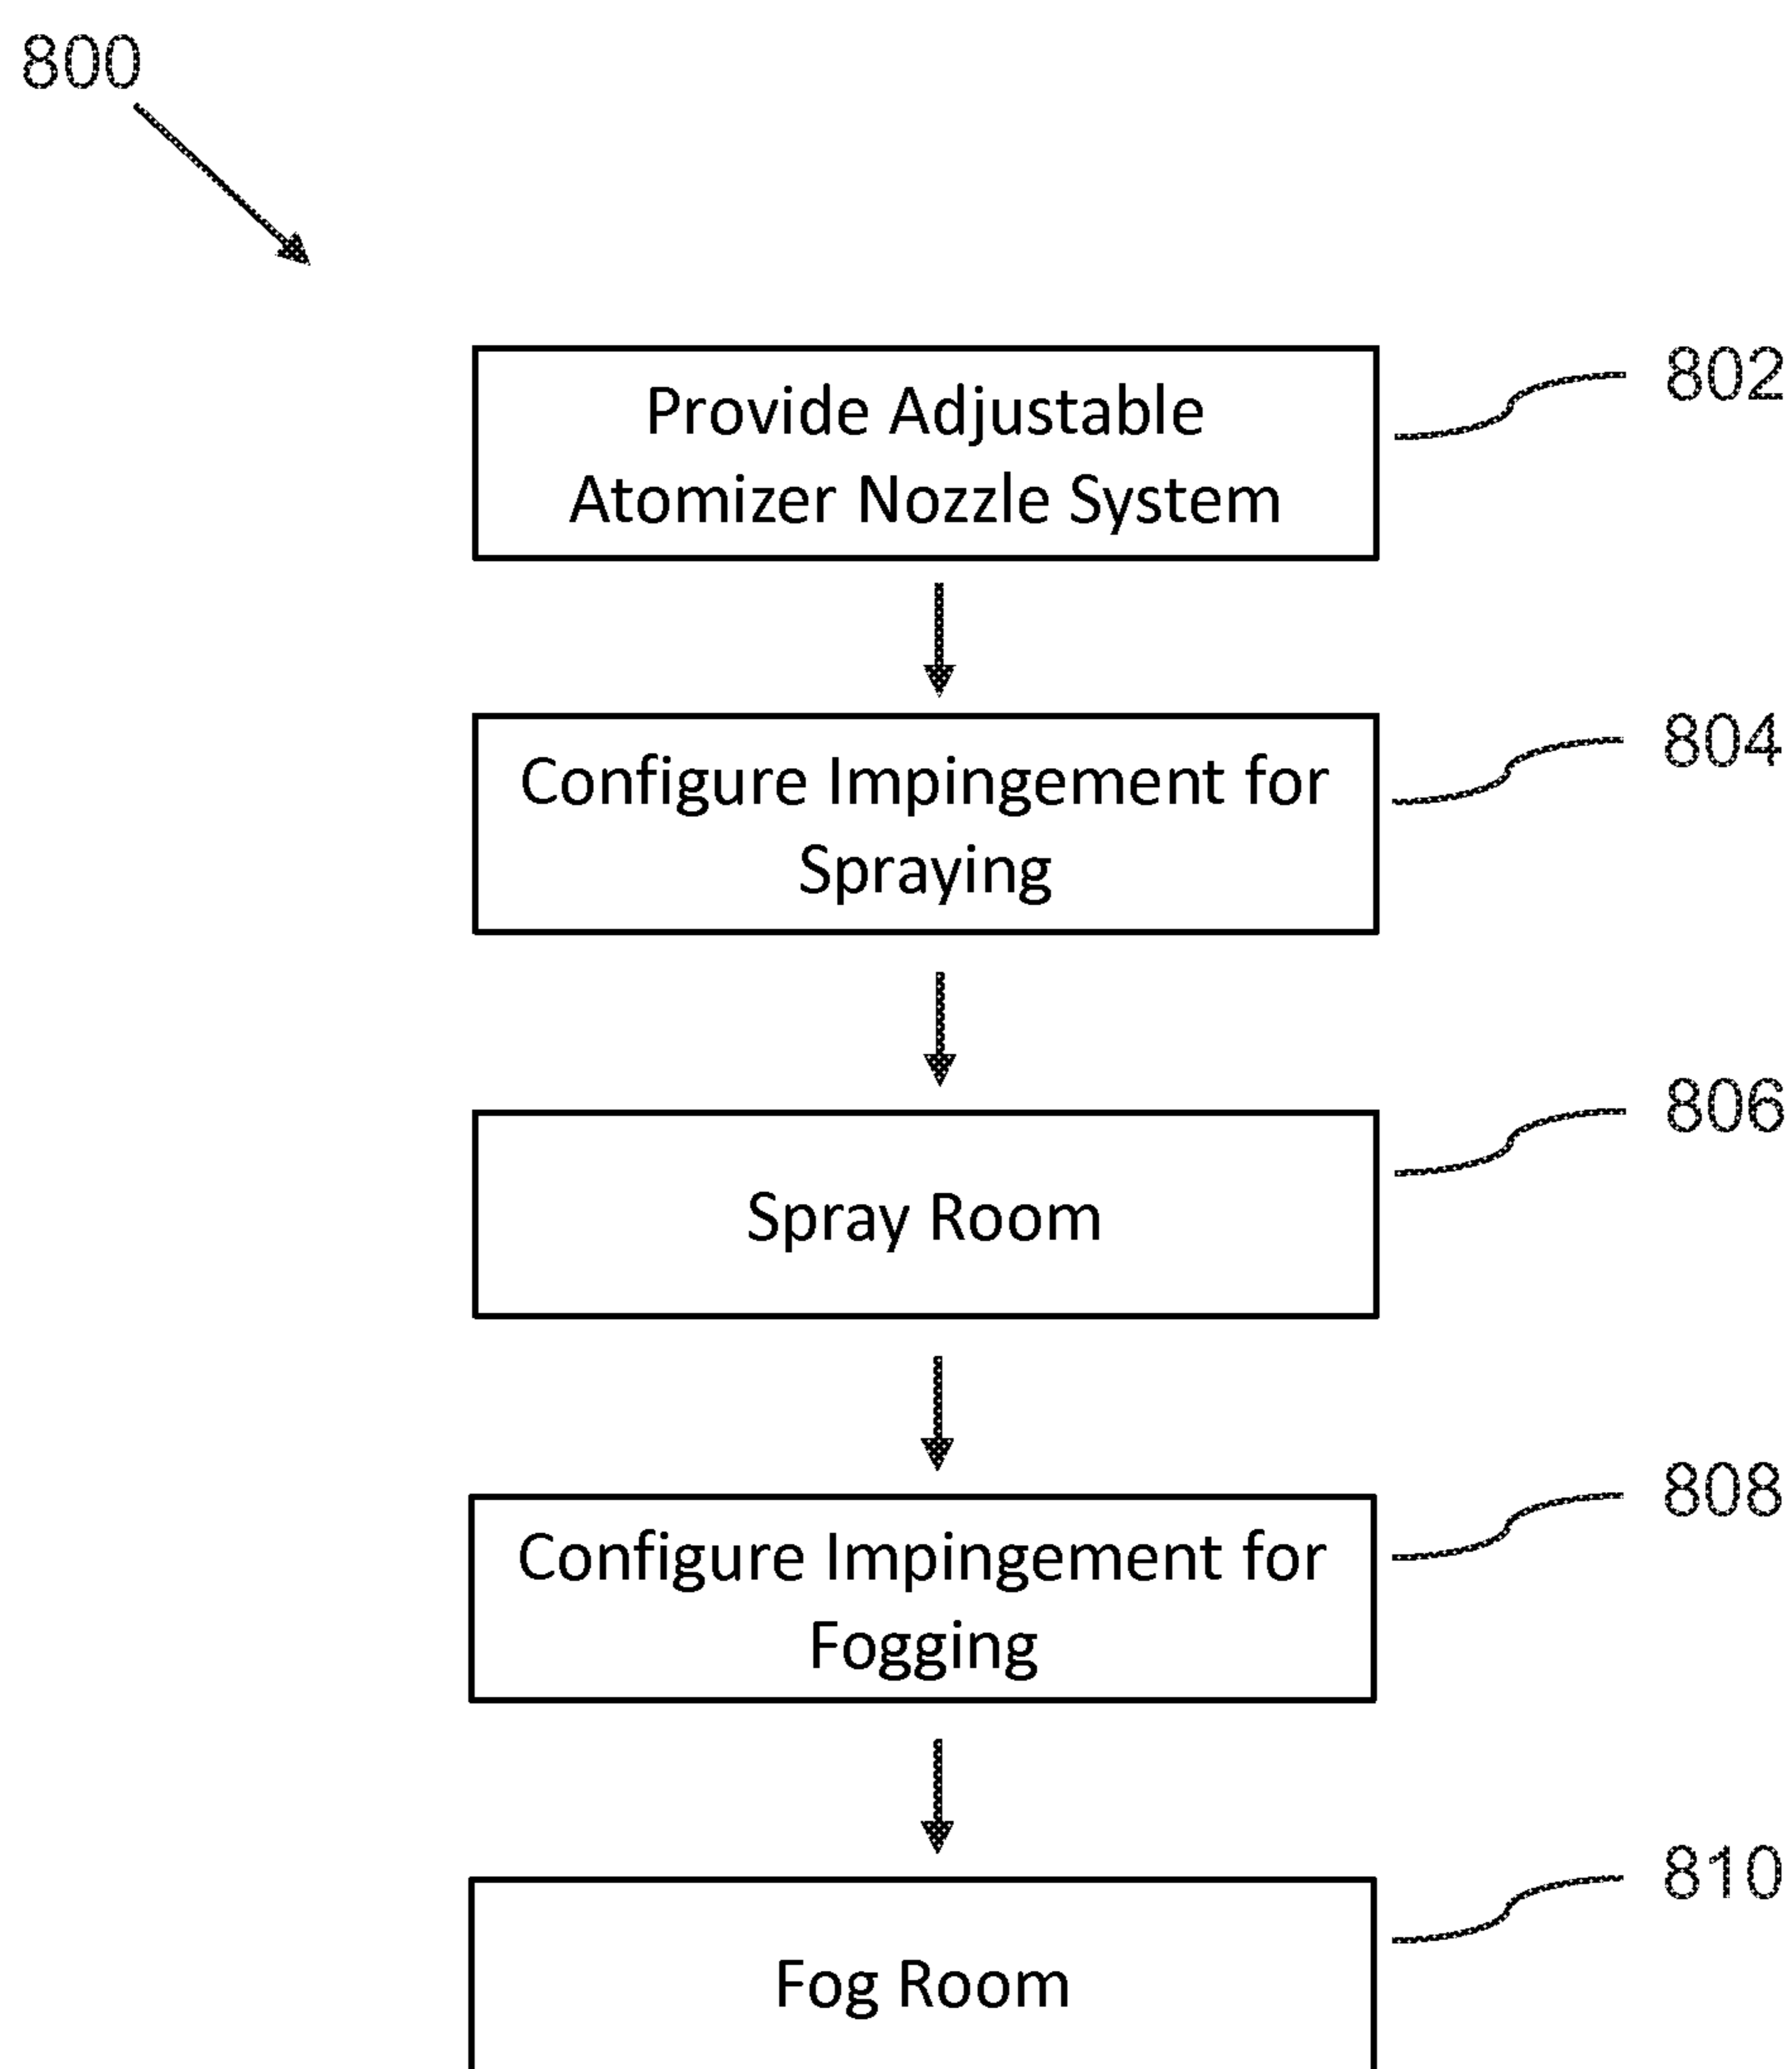 800
Provide Adjustable
Atomizer Nozzle System
802
Configure Impingement for
Spraying
804
Spray Room
806
Configure Impingement for
Fogging
808
Fog Room
810